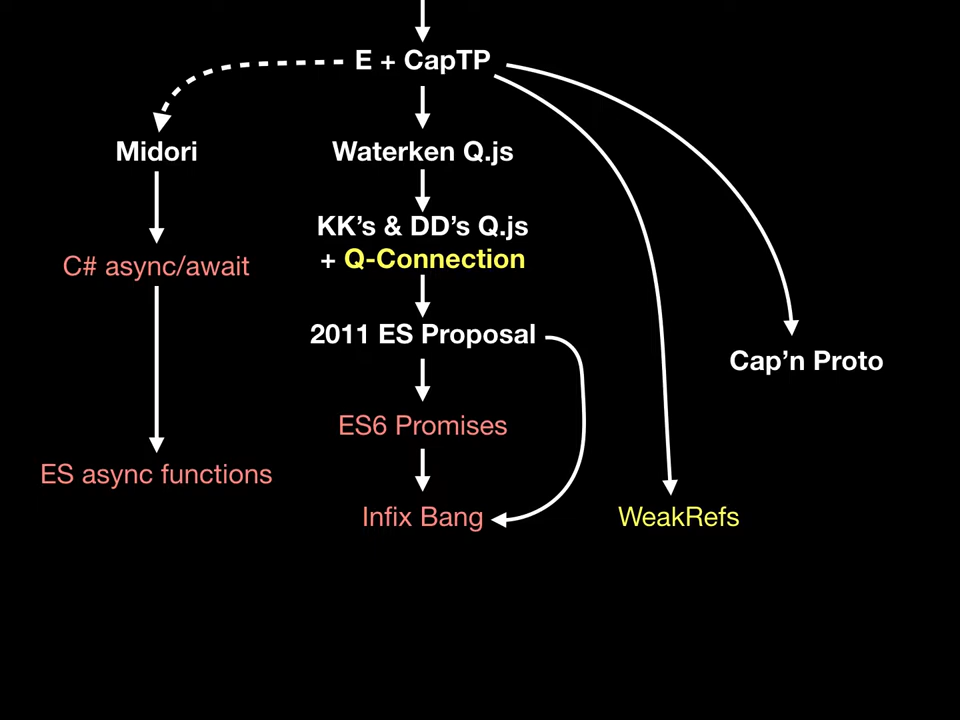 E + CapTP
Midori
Waterken Q.js
KK’s & DD’s Q.js
+ Q-Connection
C# async/await
2011 ES Proposal
Cap’n Proto
ES6 Promises
ES async functions
Infix Bang
WeakRefs